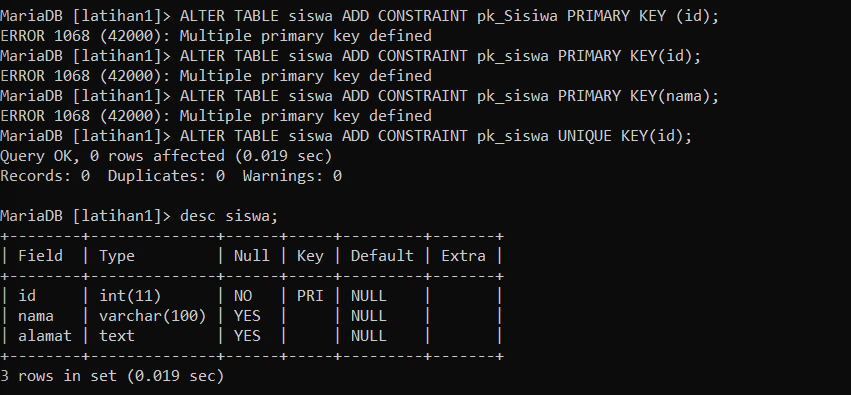 MariaDB [latihan1]> ALTER TABLE siswa ADD CONSTRAINT pk_Sisiwa PRIMARY KEY (id);
ERROR 1068 (42000): Multiple primary key defined
MariaDB [latihan1]> ALTER TABLE siswa ADD CONSTRAINT pk_siswa PRIMARY KEY(id);
ERROR 1068 (42000): Multiple primary key defined
MariaDB [latihan1]> ALTER TABLE siswa ADD CONSTRAINT pk_siswa PRIMARY KEY(nama);
ERROR 1068 (42000): Multiple primary key defined
MariaDB [latihan1]> ALTER TABLE siswa ADD CONSTRAINT pk_siswa UNIQUE KEY(id);
Query OK, 0 rows affected (0.019 sec)
Records: 0  Duplicates: 0  Warnings: 0

MariaDB [latihan1]> desc siswa;
+--------+--------------+------+-----+---------+-------+
| Field  | Type         | Null | Key | Default | Extra |
+--------+--------------+------+-----+---------+-------+
| id     | int(11)      | NO   | PRI | NULL    |       |
| nama   | varchar(100) | YES  |     | NULL    |       |
| alamat | text         | YES  |     | NULL    |       |
+--------+--------------+------+-----+---------+-------+
3 rows in set (0.019 sec)